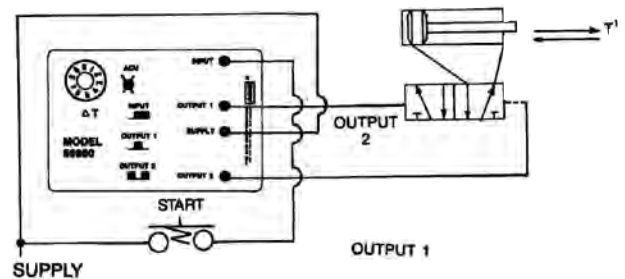 INPUT
ADJ
ΔT
INPUT
OUTPUT 1
MODEL
OUTPUT 1
SUPPLY
OUTPUT 2
OUTPUT 2
T¹
OUTPUT
2
T T
START
OUTPUT 1
SUPPLY